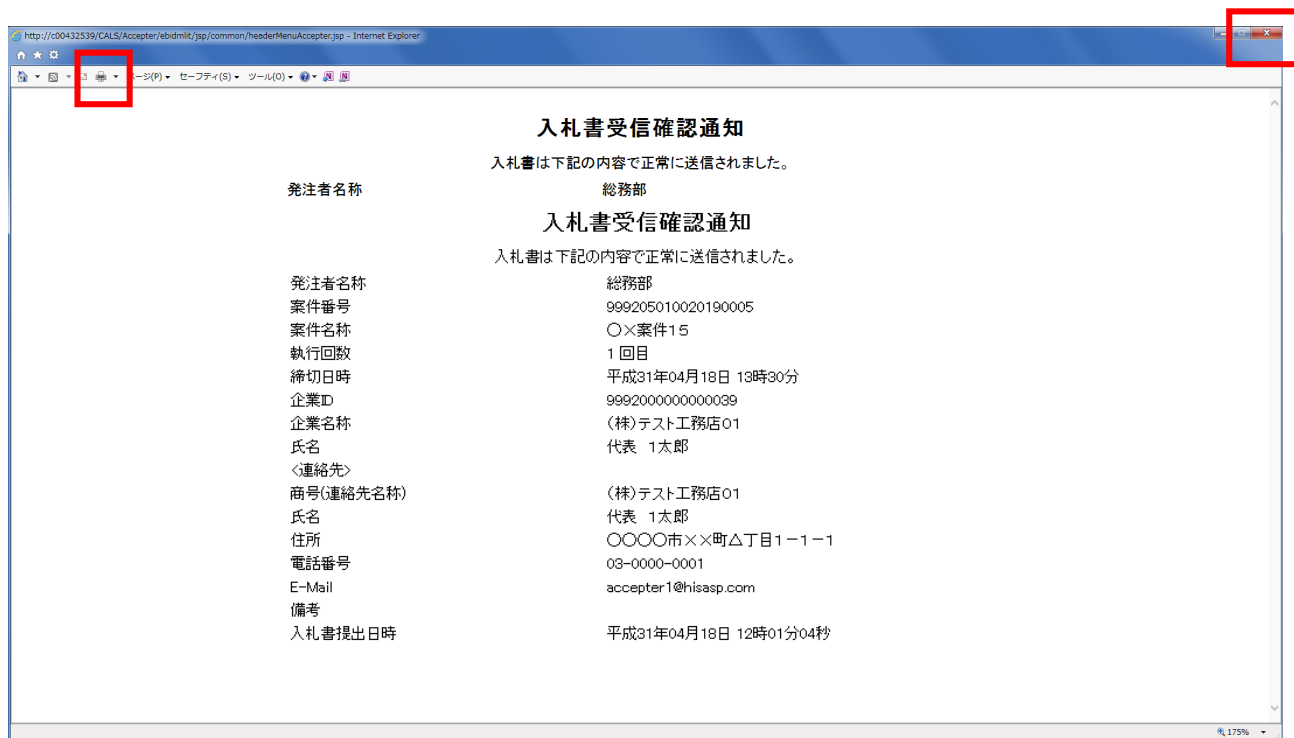 http://c00432539/CALS/Accepter/ebidmlit/jsp/common/headerMenuAccepter.jsp - Internet Explorer
ページ(P) セーフティ(S) ツール(O)
入札書受信確認通知
入札書は下記の内容で正常に送信されました。
発注者名称 総務部
入札書受信確認通知
入札書は下記の内容で正常に送信されました。
発注者名称 総務部
案件番号 999205010020190005
案件名称 〇×案件15
執行回数 1回目
締切日時 平成31年04月18日 13時30分
企業ID 9992000000000039
企業名称 (株)テスト工務店01
氏名 代表 1太郎
<連絡先>
商号(連絡先名称) (株)テスト工務店01
氏名 代表 1太郎
住所 〇〇〇〇市××町△丁目1-1-1
電話番号 03-0000-0001
E-Mail accepter1@hisasp.com
備考
入札書提出日時 平成31年04月18日 12時01分04秒
175%